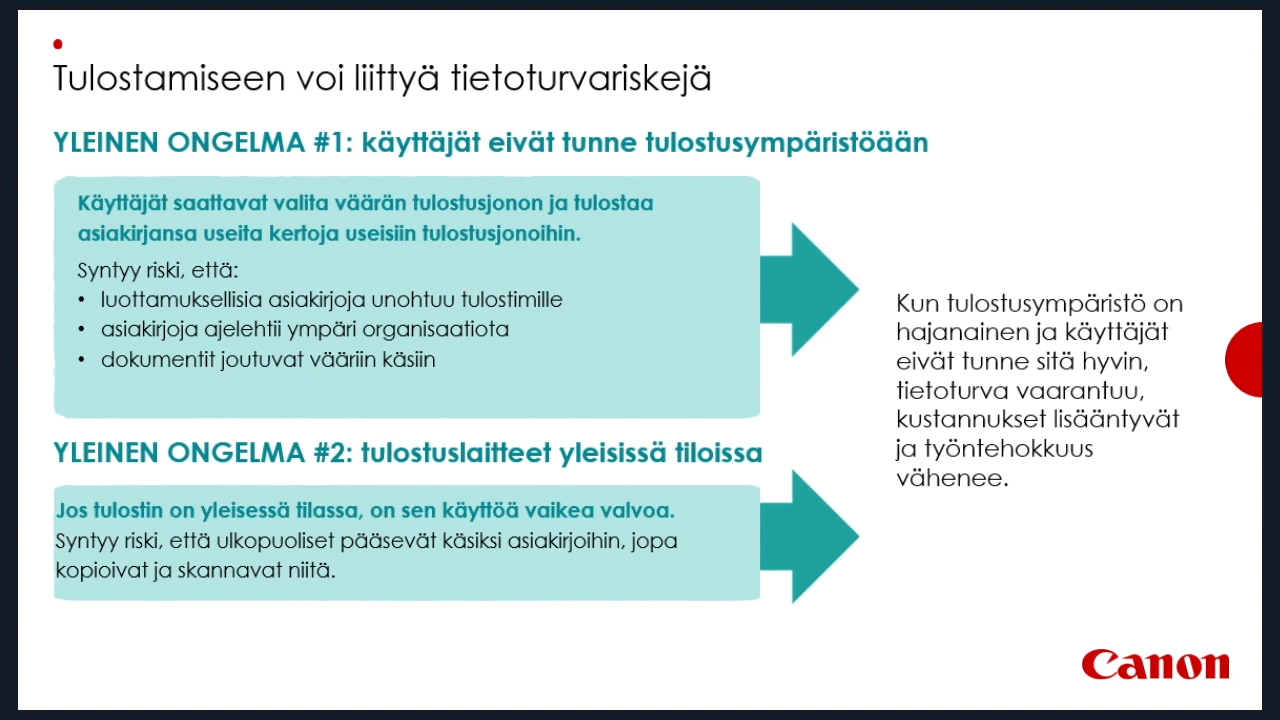 Tulostamiseen voi liittyä tietoturvariskejä
YLEINEN ONGELMA #1: käyttäjät eivät tunne tulostusympäristöään
Käyttäjät saattavat valita väärän tulostusjonon ja tulostaa
asiakirjansa useita kertoja useisiin tulostusjonoihin.
Syntyy riski, että:
• luottamuksellisia asiakirjoja unohtuu tulostimille
• asiakirjoja ajelehtii ympäri organisaatiota
• dokumentit joutuvat vääriin käsiin
YLEINEN ONGELMA #2: tulostuslaitteet yleisissä tiloissa
Jos tulostin on yleisessä tilassa, on sen käyttöä vaikea valvoa.
Syntyy riski, että ulkopuoliset pääsevät käsiksi asiakirjoihin, jopa
kopioivat ja skannavat niitä.
Kun tulostusympäristö on
hajanainen ja käyttäjät
eivät tunne sitä hyvin,
tietoturva vaarantuu,
kustannukset lisääntyvät
ja työntehokkuus
vähenee.
Canon